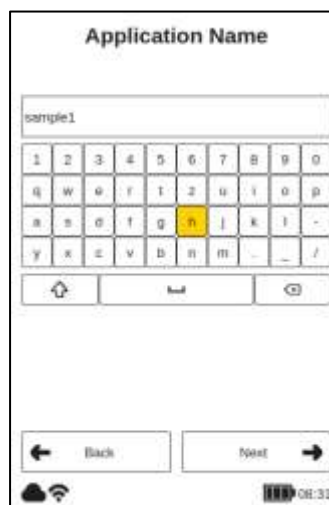 Application Name
sample1
1 2 3 4 5 6 7 8 9 0
q w e r t z u i o p
a s d f g h j k l -
y x c v b n m . _ /
Back Next
08:31